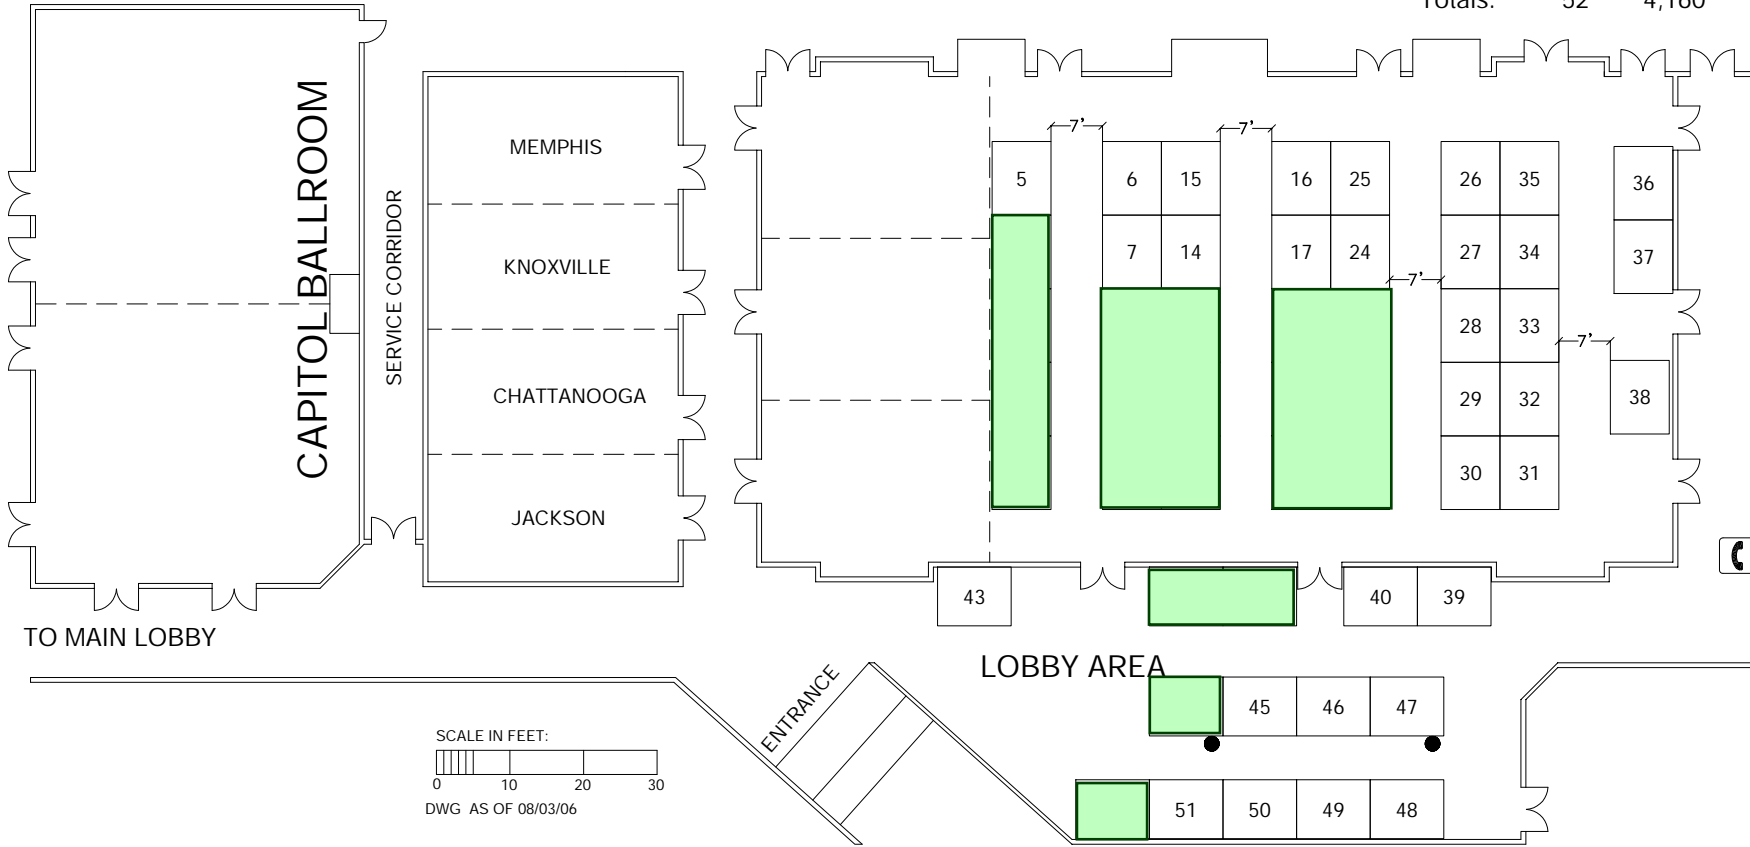 Totals: 52 4,160
CAPITOL BALLROOM
SERVICE CORRIDOR
MEMPHIS
KNOXVILLE
CHATTANOOGA
JACKSON
7' 7'
5 6 15 16 25 26 35 36
7 14 17 24 27 34 37
7'
28 33
7'
29 32 38
30 31
43 40 39
TO MAIN LOBBY
LOBBY AREA
ENTRANCE
45 46 47
51 50 49 48
SCALE IN FEET:
0 10 20 30
DWG AS OF 08/03/06